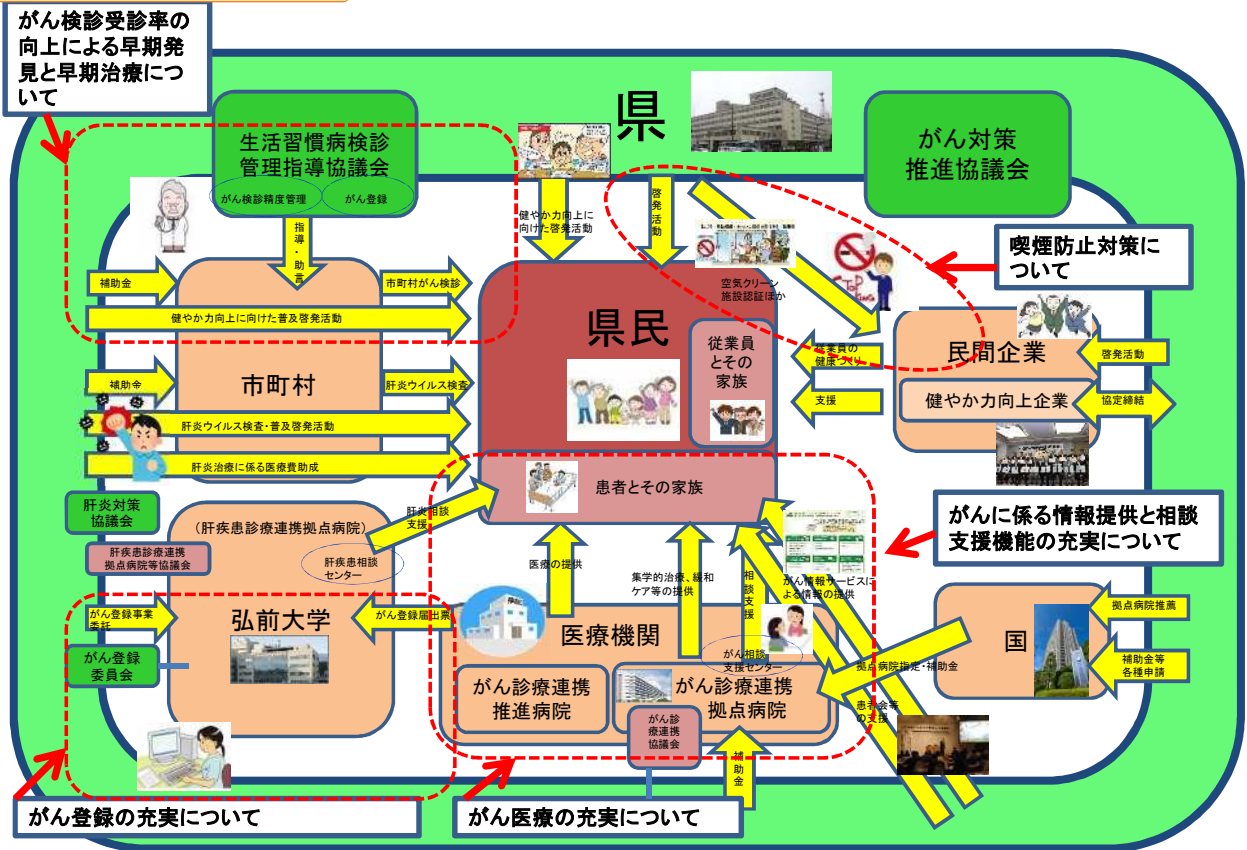 がん検診受診率の
向上による早期発
見と早期治療につ
いて
県
生活習慣病検診
管理指導協議会
がん検診精度管理
がん登録
がん対策
推進協議会
指導・助言
健やか力向上に
向けた啓発活動
啓発活動
喫煙防止対策に
ついて
空気クリーン
施設認証ほか
補助金
市町村がん検診
健やか力向上に向けた普及啓発活動
市町村
補助金
肝炎ウイルス検査
肝炎ウイルス検査・普及啓発活動
肝炎治療に係る医療費助成
県民
従業員
とその
家族
患者とその家族
従業員の
健康づくり
支援
民間企業
健やか力向上企業
啓発活動
協定締結
肝炎対策
協議会
肝疾患診療連携
拠点病院等協議会
(肝疾患診療連携拠点病院)
肝疾患相談
センター
肝炎相談
支援
弘前大学
がん登録事業
委託
がん登録
委員会
がん登録届出票
医療の提供
集学的治療、緩和
ケア等の提供
相談支援
がん情報サービスに
よる情報の提供
がんに係る情報提供と相談
支援機能の充実について
医療機関
がん相談
支援センター
がん診療連携
推進病院
がん診療連携
拠点病院
がん診
療連携
協議会
補助金
拠点病院指定・補助金
患者会等
の支援
国
拠点病院推薦
補助金等
各種申請
がん登録の充実について
がん医療の充実について